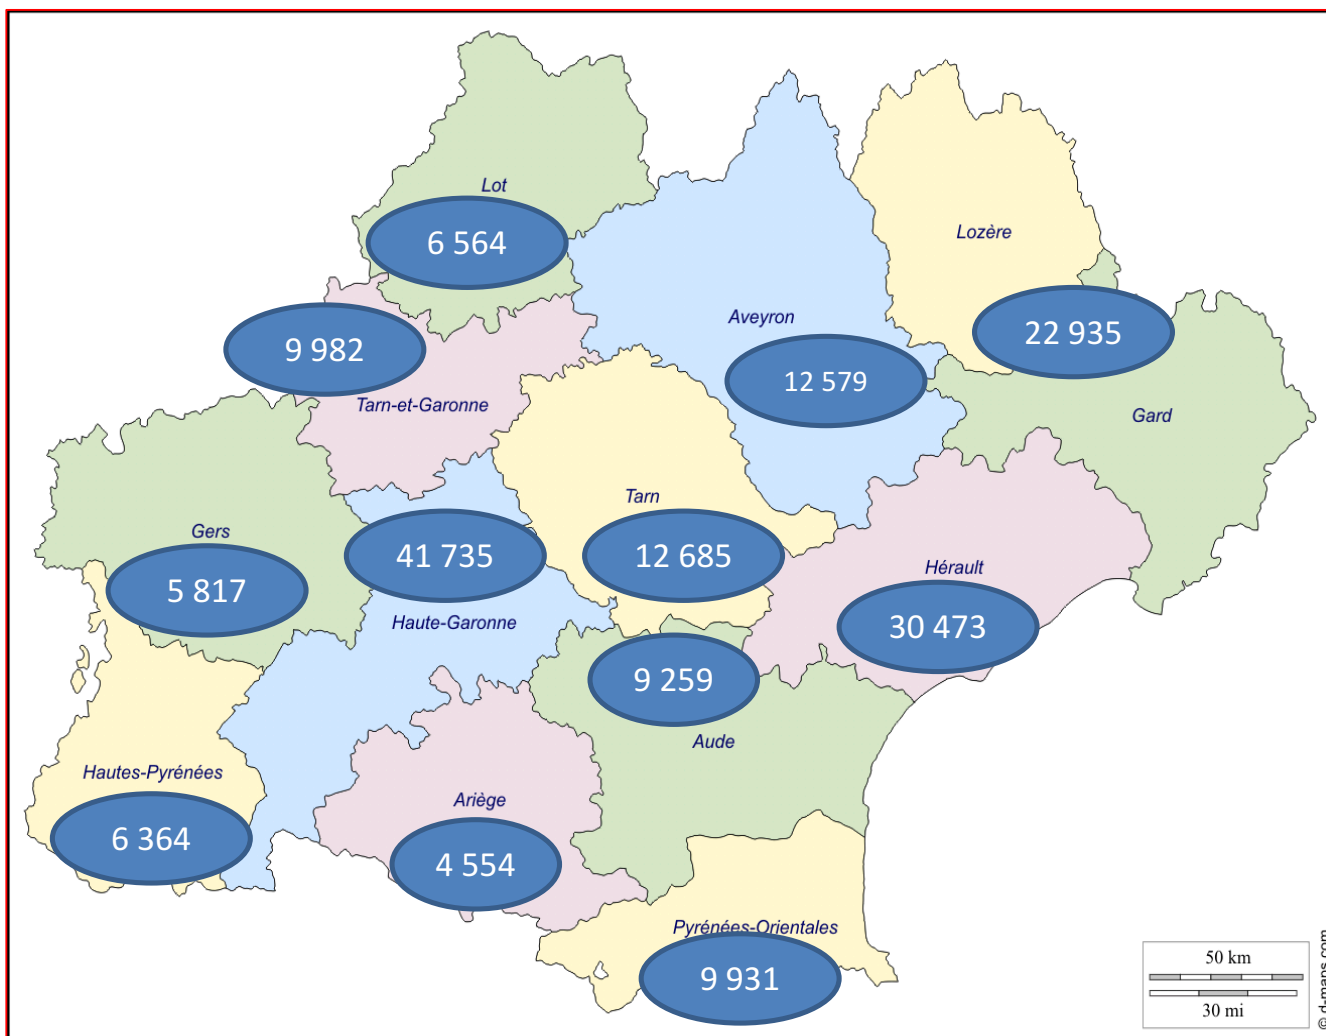 Lot
6 564
Lozère
Aveyron
22 935
9 982
12 579
Tarn-et-Garonne
Gard
Tarn
Gers
41 735
12 685
Hérault
5 817
Haute-Garonne
30 473
9 259
Aude
Hautes-Pyrénées
Ariège
6 364
4 554
Pyrénées-Orientales
9 931
50 km
30 mi
© d-maps.com